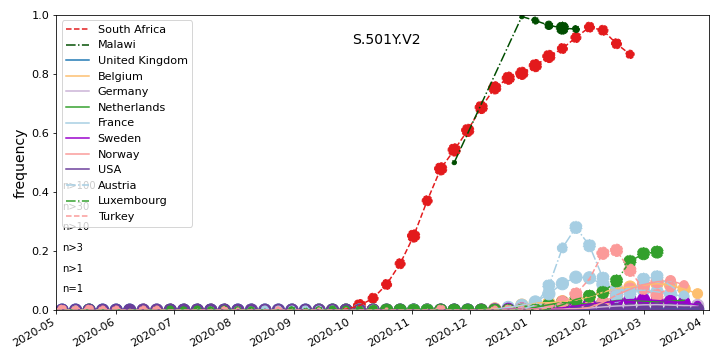 S.501Y.V2
frequency
1.0
0.8
0.6
0.4
0.2
0.0
South Africa
Malawi
United Kingdom
Belgium
Germany
Netherlands
France
Sweden
Norway
USA
Austria
Luxembourg
Turkey
n>100
n>30
n>10
n>3
n>1
n=1
2020-05
2020-06
2020-07
2020-08
2020-09
2020-10
2020-11
2020-12
2021-01
2021-02
2021-03
2021-04